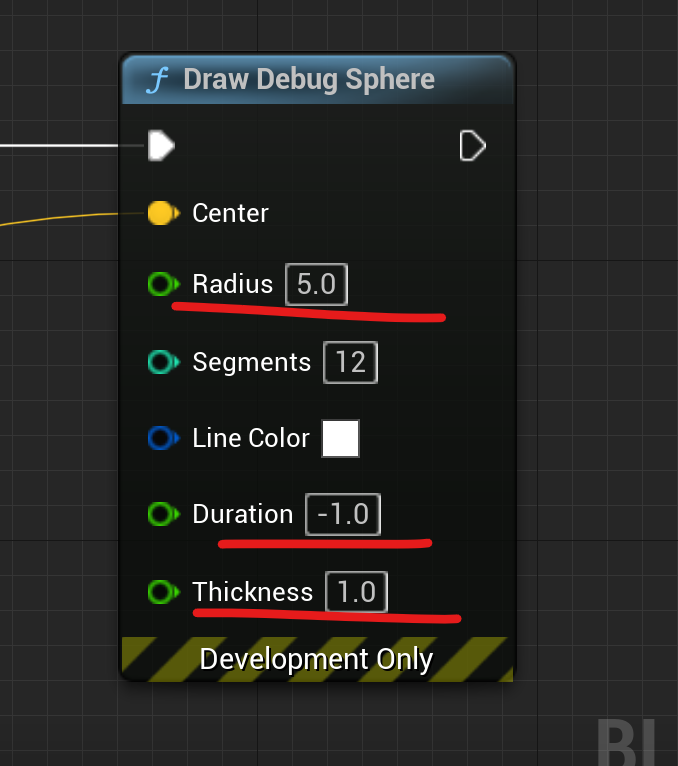 Draw Debug Sphere
Center
Radius 5.0
Segments 12
Line Color
Duration -1.0
Thickness 1.0
Development Only